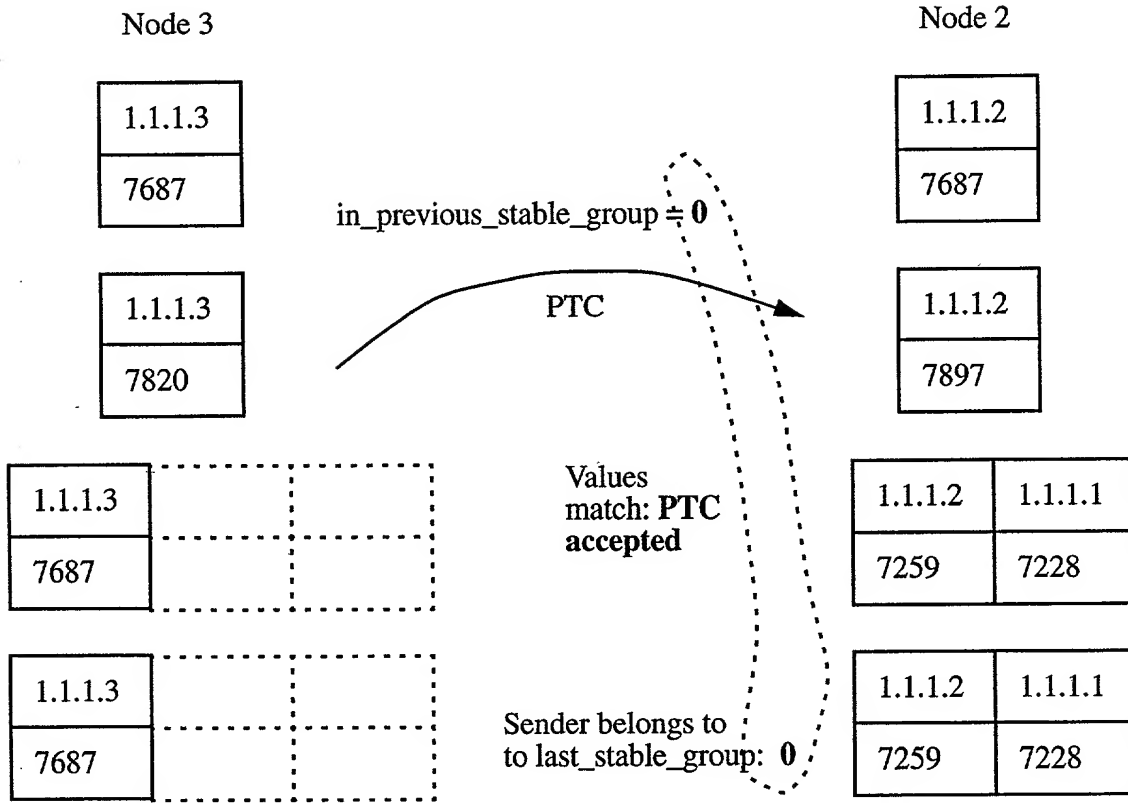 Node 3
Node 2
1.1.1.3
7687
1.1.1.2
7687
in_previous_stable_group = 0
1.1.1.3
7820
PTC
1.1.1.2
7897
1.1.1.3
7687
Values
match: PTC
accepted
1.1.1.2 1.1.1.1
7259 7228
1.1.1.3
7687
Sender belongs to
to last_stable_group: 0
1.1.1.2 1.1.1.1
7259 7228